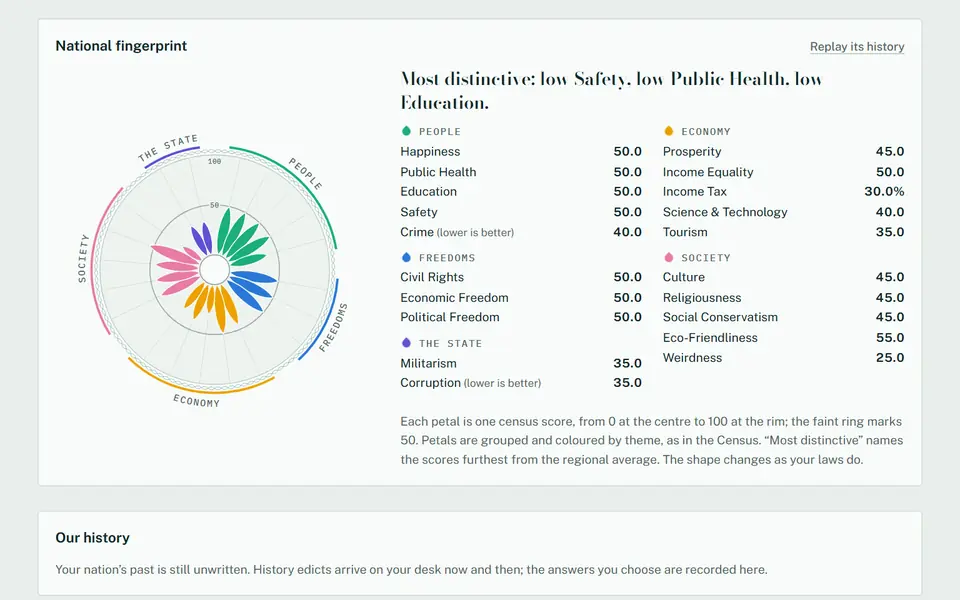 National fingerprint
Replay its history
THE STATE
PEOPLE
SOCIETY
FREEDOMS
ECONOMY
100
50
Most distinctive: low Safety, low Public Health, low
Education.
PEOPLE
Happiness 50.0
Public Health 50.0
Education 50.0
Safety 50.0
Crime (lower is better) 40.0
FREEDOMS
Civil Rights 50.0
Economic Freedom 50.0
Political Freedom 50.0
THE STATE
Militarism 35.0
Corruption (lower is better) 35.0
ECONOMY
Prosperity 45.0
Income Equality 50.0
Income Tax 30.0%
Science & Technology 40.0
Tourism 35.0
SOCIETY
Culture 45.0
Religiousness 45.0
Social Conservatism 45.0
Eco-Friendliness 55.0
Weirdness 25.0
Each petal is one census score, from 0 at the centre to 100 at the rim; the faint ring marks
50. Petals are grouped and coloured by theme, as in the Census. “Most distinctive” names
the scores furthest from the regional average. The shape changes as your laws do.
Our history
Your nation’s past is still unwritten. History edicts arrive on your desk now and then; the answers you choose are recorded here.